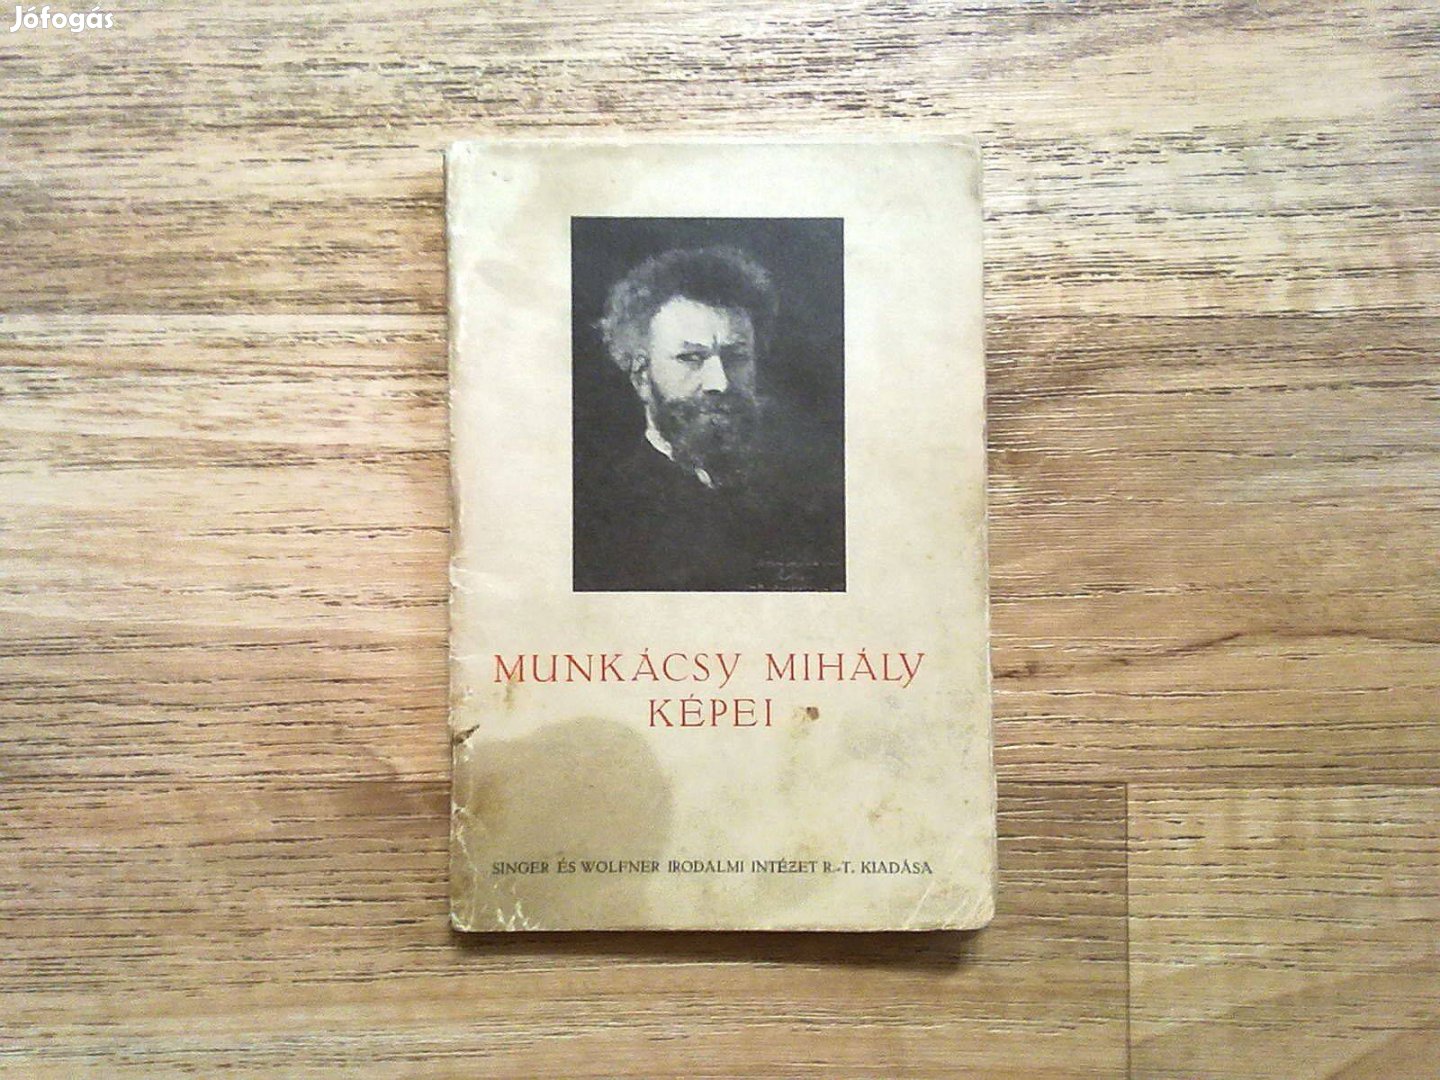 Jófogás
MUNKÁCSY MIHÁLY
KÉPEI
SINGER ÉS WOLFNER IRODALMI INTÉZET R.-T. KIADÁSA